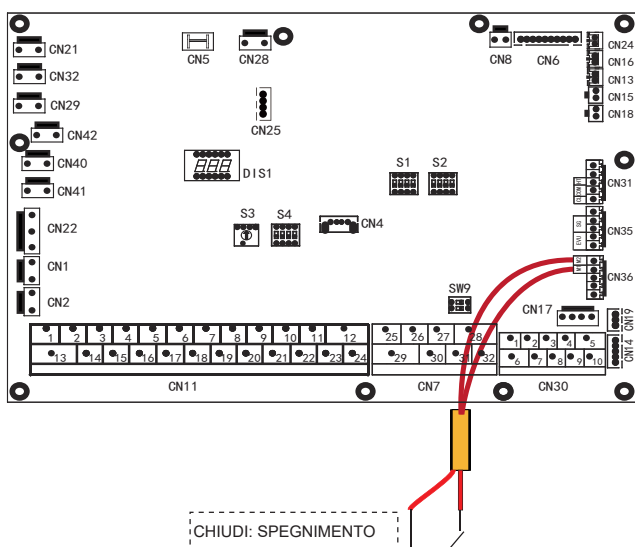 CN21
CN32
CN29
CN42
CN40
CN41
CN22
CN1
CN2
CN5
CN28
CN25
DIS1
S3
S4
CN4
S1
S2
CN8
CN6
CN24
CN16
CN13
CN15
CN18
CN31
CN35
SG
EVU
CN36
M1 M2
SW9
CN17
CN19
CN14
1 2 3 4 5 6 7 8 9 10 11 12
13 14 15 16 17 18 19 20 21 22 23 24
CN11
25 26 27 28
29 30 31 32
CN7
1 2 3 4 5
6 7 8 9 10
CN30
CHIUDI: SPEGNIMENTO